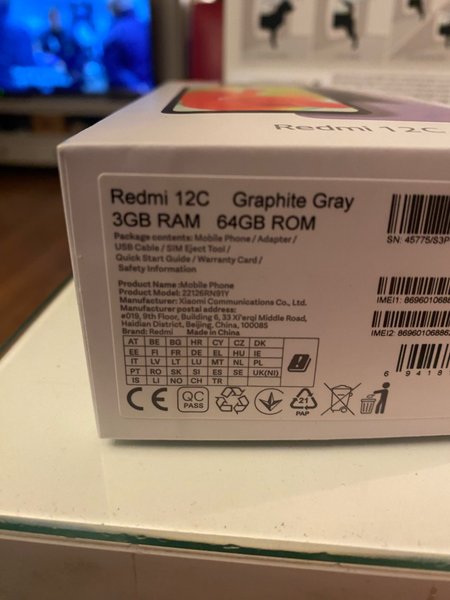 Redmi 12C
Redmi 12C Graphite Gray
3GB RAM 64GB ROM
Package contents: Mobile Phone / Adapter /
USB Cable / SIM Eject Tool /
Quick Start Guide / Warranty Card /
Safety Information
Product Name:Mobile Phone
Product Model: 22126RN91Y
Manufacturer: Xiaomi Communications Co., Ltd.
Manufacturer postal address:
#019, 9th Floor, Building 6, 33 Xi'erqi Middle Road,
Haidian District, Beijing, China, 100085
Brand: Redmi Made in China
AT BE BG HR CY CZ DK
EE FI FR DE EL HU IE
IT LV LT LU MT NL PL
PT RO SK SI ES SE UK(NI)
IS LI NO CH TR
CE QC PASS 21 PAP
SN: 45775/S3P
IMEI1: 8696010688
IMEI2: 8696010688
6 9418